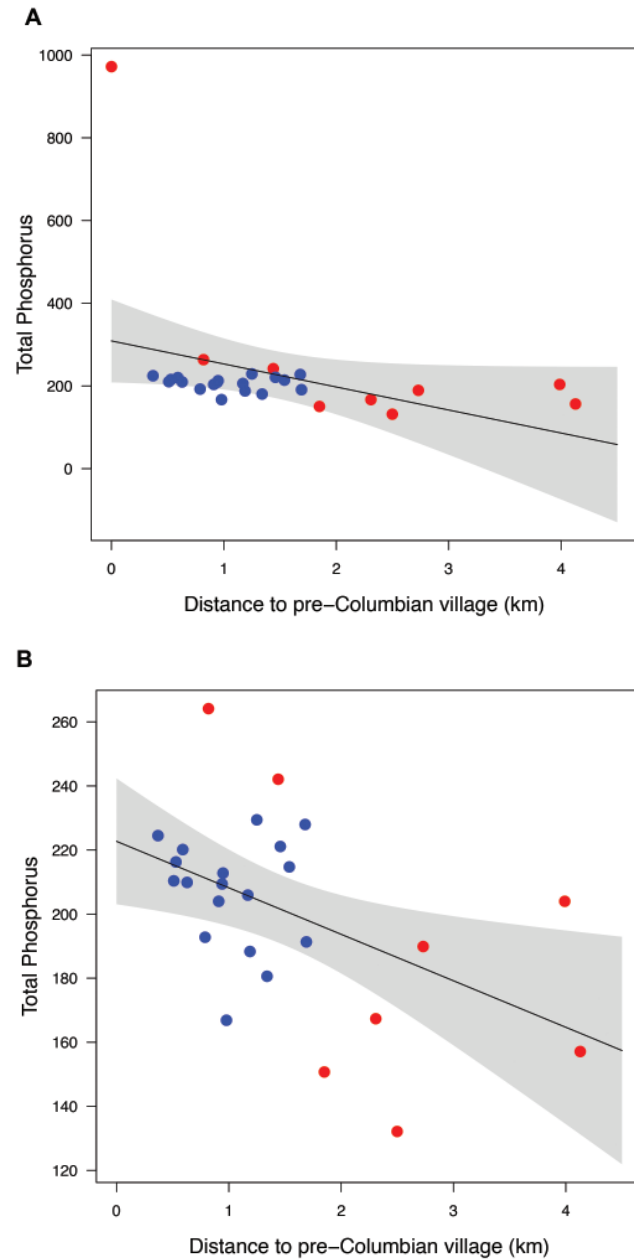 A
1000
800
600
400
200
0
Total Phosphorus
0 1 2 3 4
Distance to pre−Columbian village (km)
B
260
240
220
200
180
160
140
120
Total Phosphorus
0 1 2 3 4
Distance to pre−Columbian village (km)